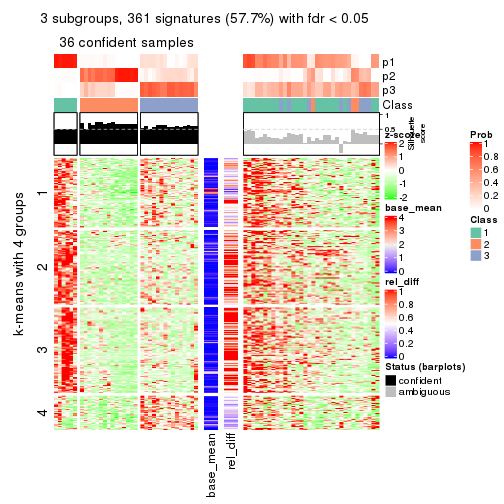 3 subgroups, 361 signatures (57.7%) with fdr < 0.05
36 confident samples
p1
p2
p3
Class
1
0.5
0
Silhouette
score
k-means with 4 groups
1
2
3
4
base_mean
rel_diff
z-score
2
1
0
-1
-2
base_mean
4
3
2
1
0
rel_diff
1
0.8
0.6
0.4
0.2
0
Status (barplots)
confident
ambiguous
Prob
1
0.8
0.6
0.4
0.2
0
Class
1
2
3